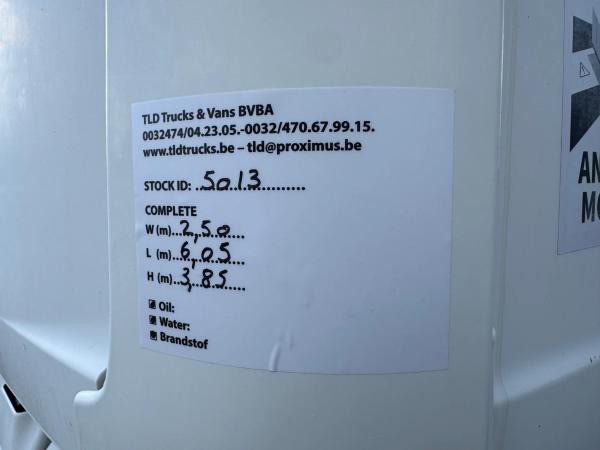 TLD Trucks & Vans BVBA
0032474/04.23.05.-0032/470.67.99.15.
www.tldtrucks.be – tld@proximus.be
STOCK ID: ..5013..........
COMPLETE
W (m)...2,50....
L (m)...6,05....
H (m)...3,85.....
Oil:
Water:
Brandstof
AN
MO